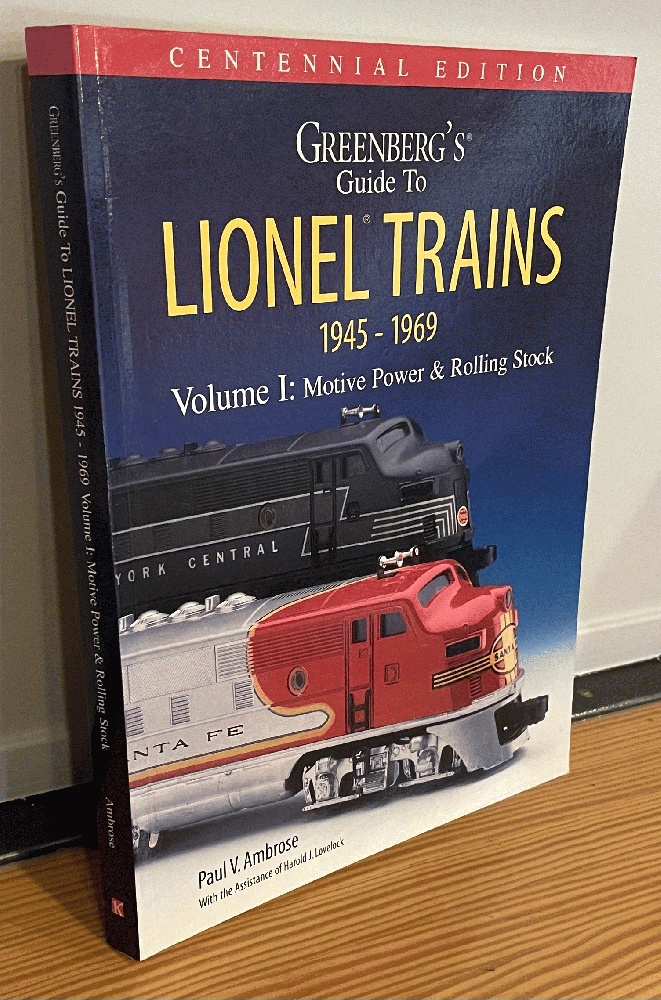 CENTENNIAL EDITION
GREENBERG'S®
Guide To
LIONEL® TRAINS
1945 - 1969
Volume I: Motive Power & Rolling Stock
YORK CENTRAL
SANTA FE
NTA FE
Paul V. Ambrose
With the Assistance of Harold J. Lovelock
GREENBERG'S Guide To LIONEL TRAINS 1945 - 1969 Volume I: Motive Power & Rolling Stock
Ambrose
K